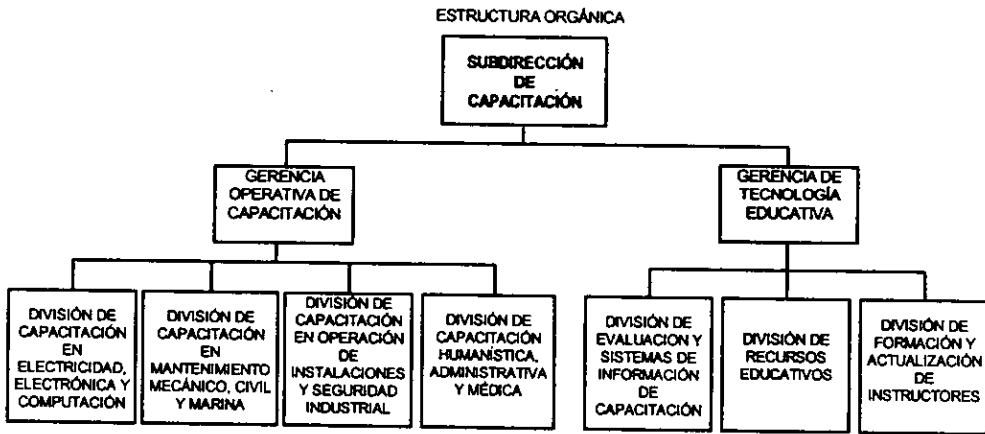 ESTRUCTURA ORGÁNICA
SUBDIRECCIÓN
DE
CAPACITACIÓN
GERENCIA
OPERATIVA DE
CAPACITACIÓN
GERENCIA DE
TECNOLOGÍA
EDUCATIVA
DIVISIÓN DE
CAPACITACIÓN
EN
ELECTRICIDAD,
ELECTRÓNICA Y
COMPUTACIÓN
DIVISIÓN DE
CAPACITACIÓN
EN
MANTENIMIENTO
MECÁNICO, CIVIL
Y MARINA
DIVISIÓN DE
CAPACITACIÓN
EN OPERACIÓN
DE
INSTALACIONES
Y SEGURIDAD
INDUSTRIAL
DIVISIÓN DE
CAPACITACIÓN
HUMANÍSTICA,
ADMINISTRATIVA
Y MÉDICA
DIVISIÓN DE
EVALUACION Y
SISTEMAS DE
INFORMACIÓN
DE
CAPACITACIÓN
DIVISIÓN DE
RECURSOS
EDUCATIVOS
DIVISIÓN DE
FORMACIÓN Y
ACTUALIZACIÓN
DE
INSTRUCTORES